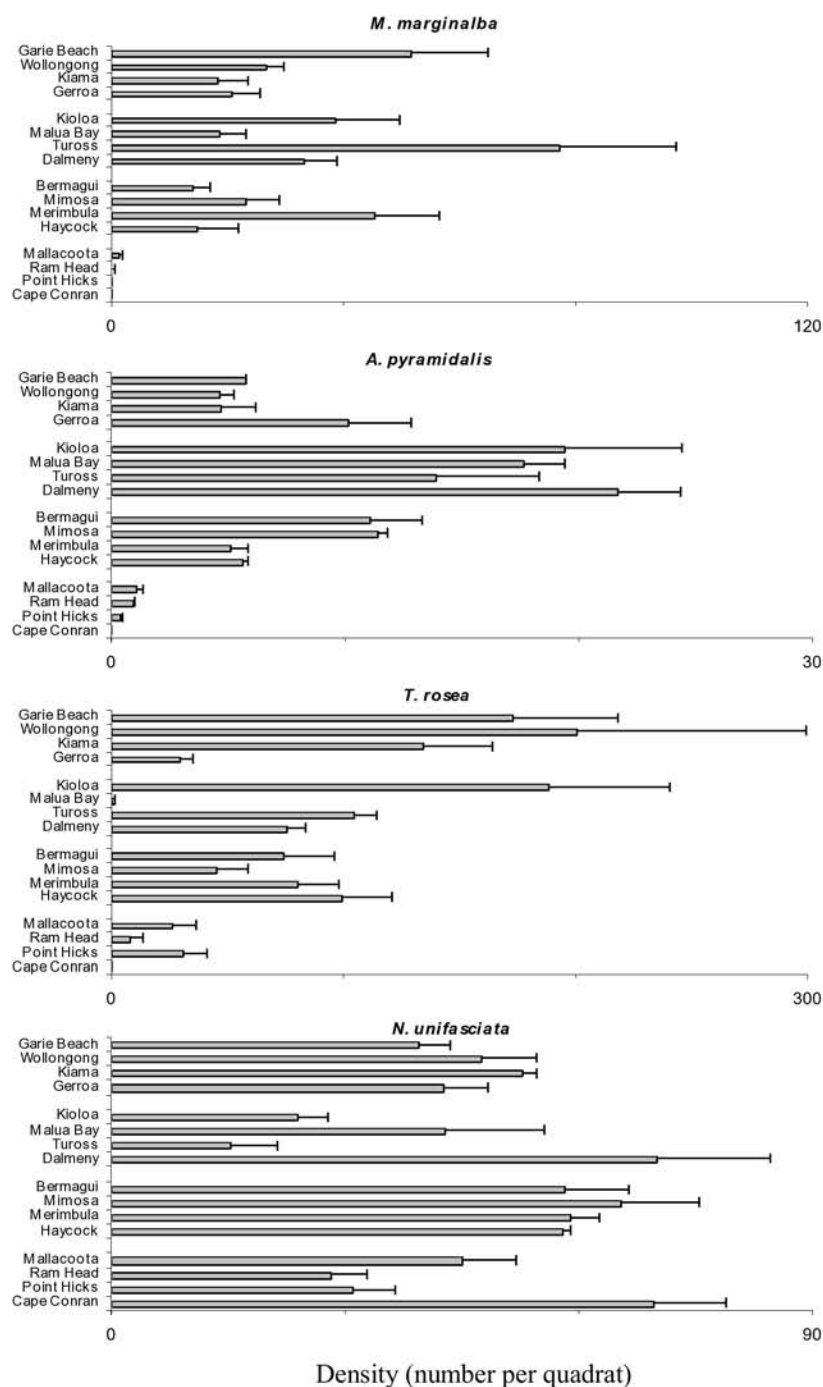 M. marginalba
Garie Beach
Wollongong
Kiama
Gerroa
Kioloa
Malua Bay
Tuross
Dalmeny
Bermagui
Mimosa
Merimbula
Haycock
Mallacoota
Ram Head
Point Hicks
Cape Conran
0 120
A. pyramidalis
Garie Beach
Wollongong
Kiama
Gerroa
Kioloa
Malua Bay
Tuross
Dalmeny
Bermagui
Mimosa
Merimbula
Haycock
Mallacoota
Ram Head
Point Hicks
Cape Conran
0 30
T. rosea
Garie Beach
Wollongong
Kiama
Gerroa
Kioloa
Malua Bay
Tuross
Dalmeny
Bermagui
Mimosa
Merimbula
Haycock
Mallacoota
Ram Head
Point Hicks
Cape Conran
0 300
N. unifasciata
Garie Beach
Wollongong
Kiama
Gerroa
Kioloa
Malua Bay
Tuross
Dalmeny
Bermagui
Mimosa
Merimbula
Haycock
Mallacoota
Ram Head
Point Hicks
Cape Conran
0 90
Density (number per quadrat)